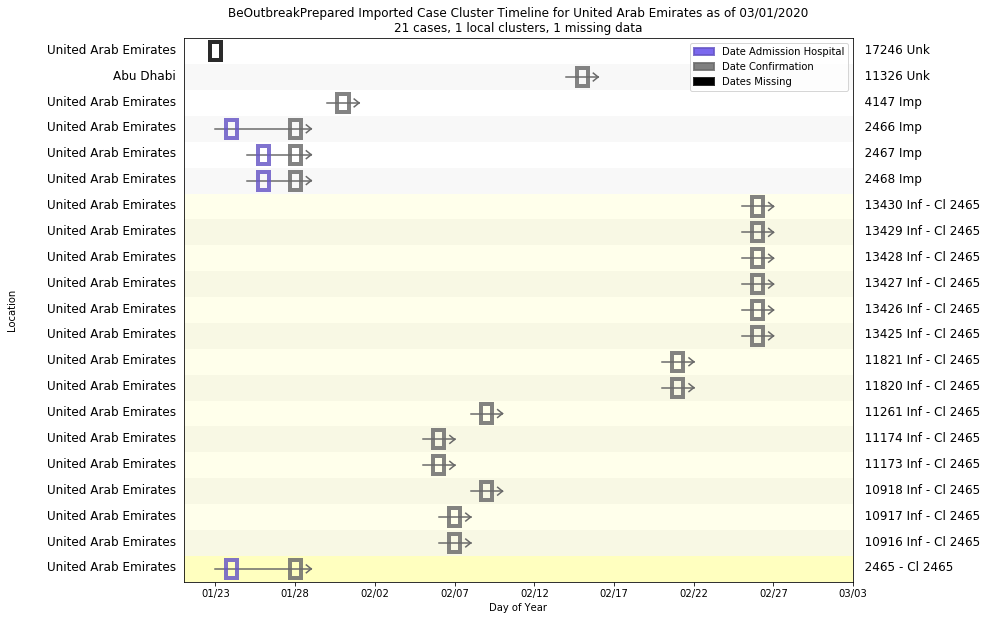 BeOutbreakPrepared Imported Case Cluster Timeline for United Arab Emirates as of 03/01/2020
21 cases, 1 local clusters, 1 missing data
Date Admission Hospital
Date Confirmation
Dates Missing
United Arab Emirates 17246 Unk
Abu Dhabi 11326 Unk
United Arab Emirates 4147 Imp
United Arab Emirates 2466 Imp
United Arab Emirates 2467 Imp
United Arab Emirates 2468 Imp
United Arab Emirates 13430 Inf - Cl 2465
United Arab Emirates 13429 Inf - Cl 2465
United Arab Emirates 13428 Inf - Cl 2465
United Arab Emirates 13427 Inf - Cl 2465
United Arab Emirates 13426 Inf - Cl 2465
United Arab Emirates 13425 Inf - Cl 2465
United Arab Emirates 11821 Inf - Cl 2465
United Arab Emirates 11820 Inf - Cl 2465
United Arab Emirates 11261 Inf - Cl 2465
United Arab Emirates 11174 Inf - Cl 2465
United Arab Emirates 11173 Inf - Cl 2465
United Arab Emirates 10918 Inf - Cl 2465
United Arab Emirates 10917 Inf - Cl 2465
United Arab Emirates 10916 Inf - Cl 2465
United Arab Emirates 2465 - Cl 2465
Location
01/23 01/28 02/02 02/07 02/12 02/17 02/22 02/27 03/03
Day of Year